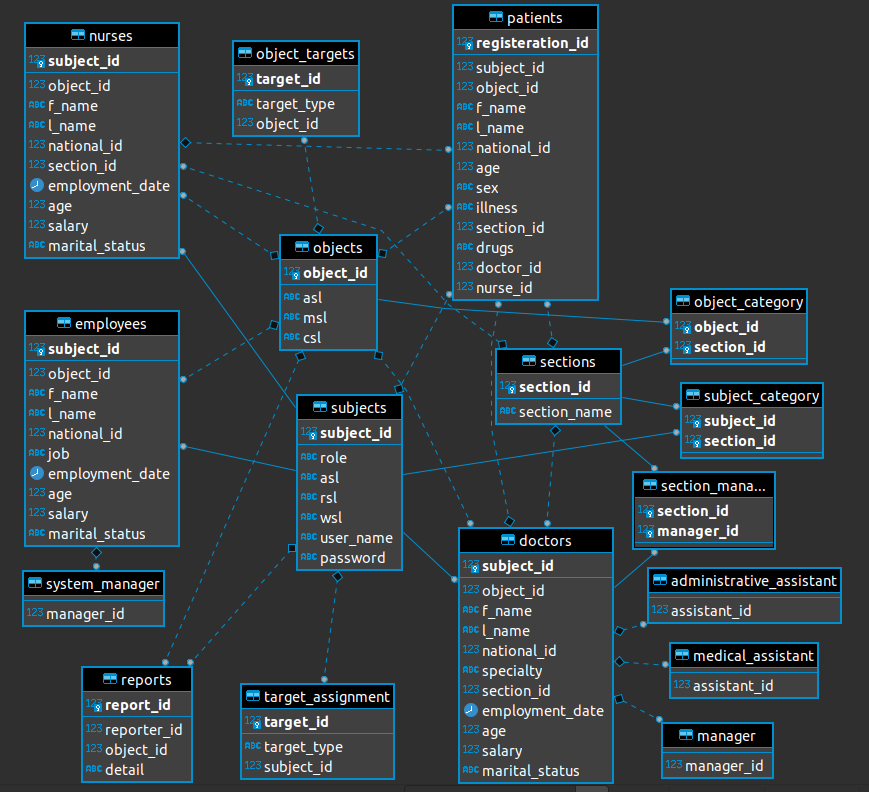 nurses
123 subject_id
123 object_id
ABC f_name
ABC l_name
123 national_id
123 section_id
employment_date
123 age
123 salary
ABC marital_status
object_targets
123 target_id
ABC target_type
123 object_id
patients
123 registeration_id
123 subject_id
123 object_id
ABC f_name
ABC l_name
123 national_id
123 age
ABC sex
ABC illness
123 section_id
ABC drugs
123 doctor_id
123 nurse_id
objects
123 object_id
ABC asl
ABC msl
ABC csl
object_category
123 object_id
123 section_id
employees
123 subject_id
123 object_id
ABC f_name
ABC l_name
123 national_id
ABC job
employment_date
123 age
123 salary
ABC marital_status
sections
123 section_id
ABC section_name
subject_category
123 subject_id
123 section_id
subjects
123 subject_id
ABC role
ABC asl
ABC rsl
ABC wsl
ABC user_name
ABC password
section_mana...
123 section_id
123 manager_id
doctors
123 subject_id
123 object_id
ABC f_name
ABC l_name
123 national_id
ABC specialty
123 section_id
employment_date
123 age
123 salary
ABC marital_status
system_manager
123 manager_id
administrative_assistant
123 assistant_id
medical_assistant
123 assistant_id
reports
123 report_id
123 reporter_id
123 object_id
ABC detail
target_assignment
123 target_id
ABC target_type
123 subject_id
manager
123 manager_id